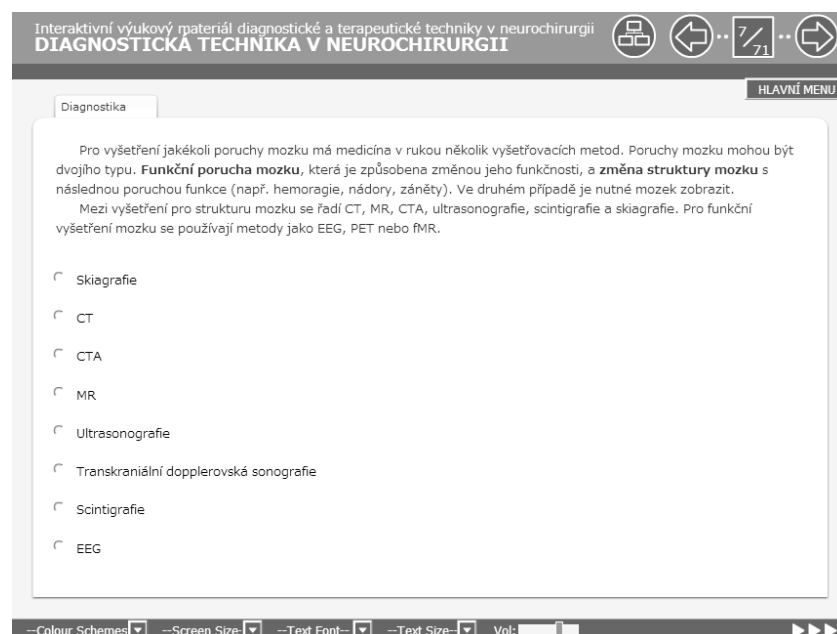 Interaktivní výukový materiál diagnostické a terapeutické techniky v neurochirurgii
DIAGNOSTICKÁ TECHNIKA V NEUROCHIRURGII
7/71
HLAVNÍ MENU
Diagnostika
Pro vyšetření jakékoli poruchy mozku má medicína v rukou několik vyšetřovacích metod. Poruchy mozku mohou být
dvojího typu. Funkční porucha mozku, která je způsobena změnou jeho funkčnosti, a změna struktury mozku s
následnou poruchou funkce (např. hemoragie, nádory, záněty). Ve druhém případě je nutné mozek zobrazit.
Mezi vyšetření pro strukturu mozku se řadí CT, MR, CTA, ultrasonografie, scintigrafie a skiagrafie. Pro funkční
vyšetření mozku se používají metody jako EEG, PET nebo fMR.
Skiagrafie
CT
CTA
MR
Ultrasonografie
Transkraniální dopplerovská sonografie
Scintigrafie
EEG
--Colour Schemes --Screen Size- --Text Font-- --Text Size-- Vol: